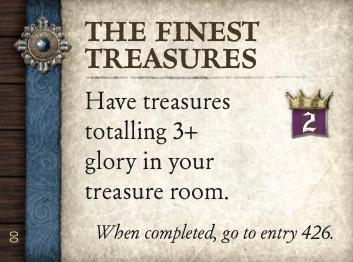 THE FINEST
TREASURES
Have treasures
totalling 3+
glory in your
treasure room.
2
When completed, go to entry 426.
00